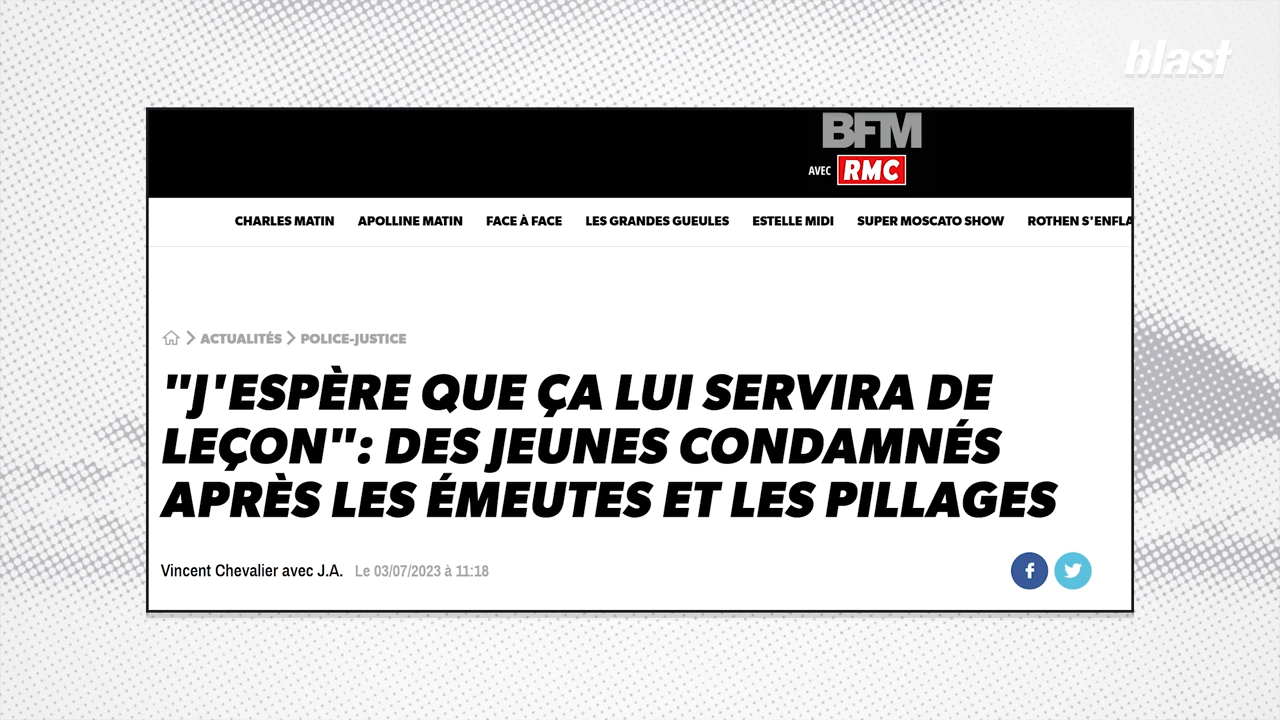 blast
BFM
AVEC RMC
CHARLES MATIN APOLLINE MATIN FACE À FACE LES GRANDES GUEULES ESTELLE MIDI SUPER MOSCATO SHOW ROTHEN S'ENFLA
ACTUALITÉS POLICE-JUSTICE
"J'ESPÈRE QUE ÇA LUI SERVIRA DE
LEÇON": DES JEUNES CONDAMNÉS
APRÈS LES ÉMEUTES ET LES PILLAGES
Vincent Chevalier avec J.A. Le 03/07/2023 à 11:18